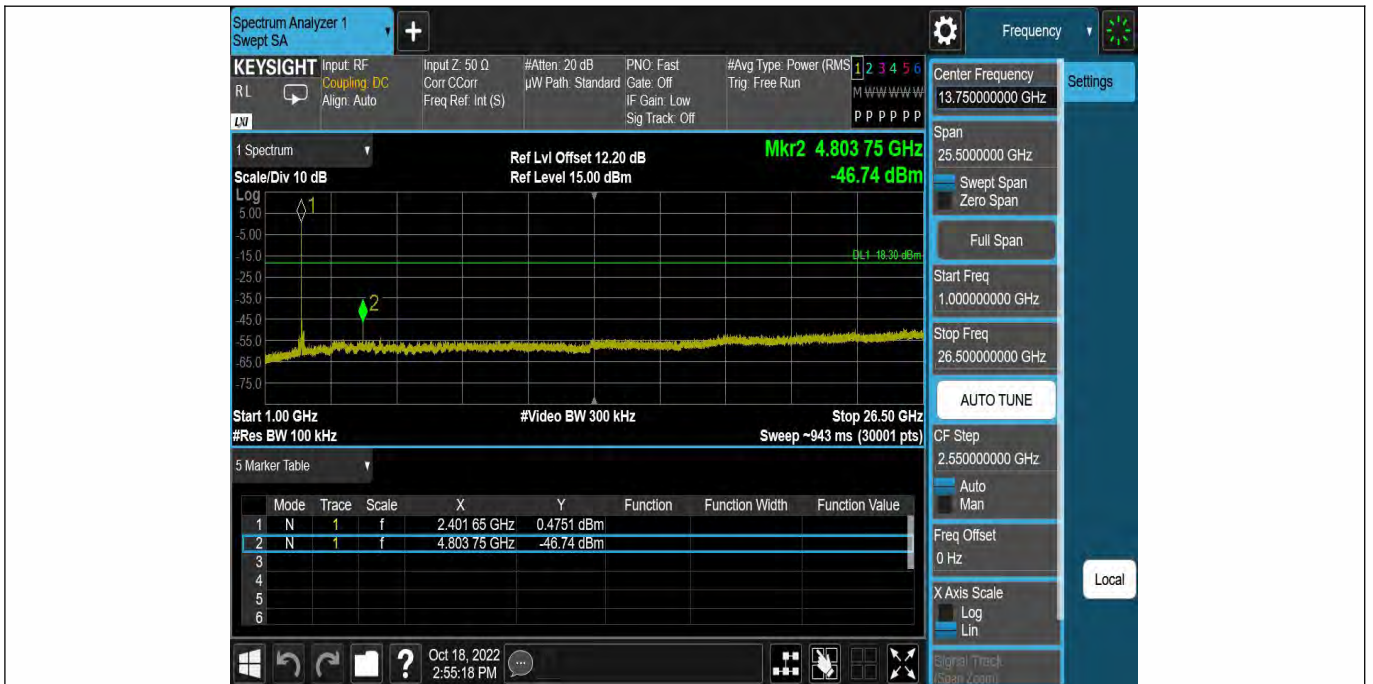 Spectrum Analyzer 1
Swept SA
+
Frequency
KEYSIGHT
RL
LXI
Input: RF
Coupling: DC
Align: Auto
Input Z: 50 Ω
Corr CCorr
Freq Ref: Int (S)
#Atten: 20 dB
µW Path: Standard
PNO: Fast
Gate: Off
IF Gain: Low
Sig Track: Off
#Avg Type: Power (RMS
Trig: Free Run
1 2 3 4 5 6
M W W W W W
P P P P P P
1 Spectrum
Scale/Div 10 dB
Ref Lvl Offset 12.20 dB
Ref Level 15.00 dBm
Mkr2 4.803 75 GHz
-46.74 dBm
Log
5.00
-5.00
-15.0
-25.0
-35.0
-45.0
-55.0
-65.0
-75.0
1
2
DL1 -18.30 dBm
Start 1.00 GHz
#Res BW 100 kHz
#Video BW 300 kHz
Stop 26.50 GHz
Sweep ~943 ms (30001 pts)
5 Marker Table
Mode Trace Scale X Y Function Function Width Function Value
1 N 1 f 2.401 65 GHz 0.4751 dBm
2 N 1 f 4.803 75 GHz -46.74 dBm
3
4
5
6
Oct 18, 2022
2:55:18 PM
?
Center Frequency
13.750000000 GHz
Settings
Span
25.5000000 GHz
Swept Span
Zero Span
Full Span
Start Freq
1.000000000 GHz
Stop Freq
26.500000000 GHz
AUTO TUNE
CF Step
2.550000000 GHz
Auto
Man
Freq Offset
0 Hz
X Axis Scale
Log
Lin
Signal Track
(Span Zoom)
Local